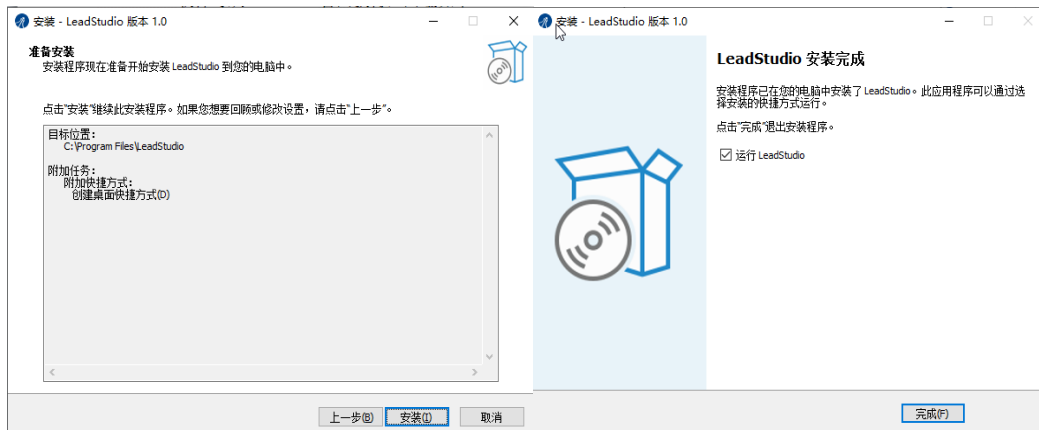 安装 - LeadStudio 版本 1.0
准备安装
安装程序现在准备开始安装 LeadStudio 到您的电脑中。
点击"安装"继续此安装程序。如果您想要回顾或修改设置，请点击"上一步"。
目标位置：
C:\Program Files\LeadStudio
附加任务：
附加快捷方式：
创建桌面快捷方式(D)
上一步(B)
安装(I)
取消
安装 - LeadStudio 版本 1.0
LeadStudio 安装完成
安装程序已在您的电脑中安装了 LeadStudio。此应用程序可以通过选
择安装的快捷方式运行。
点击"完成"退出安装程序。
运行 LeadStudio
完成(F)